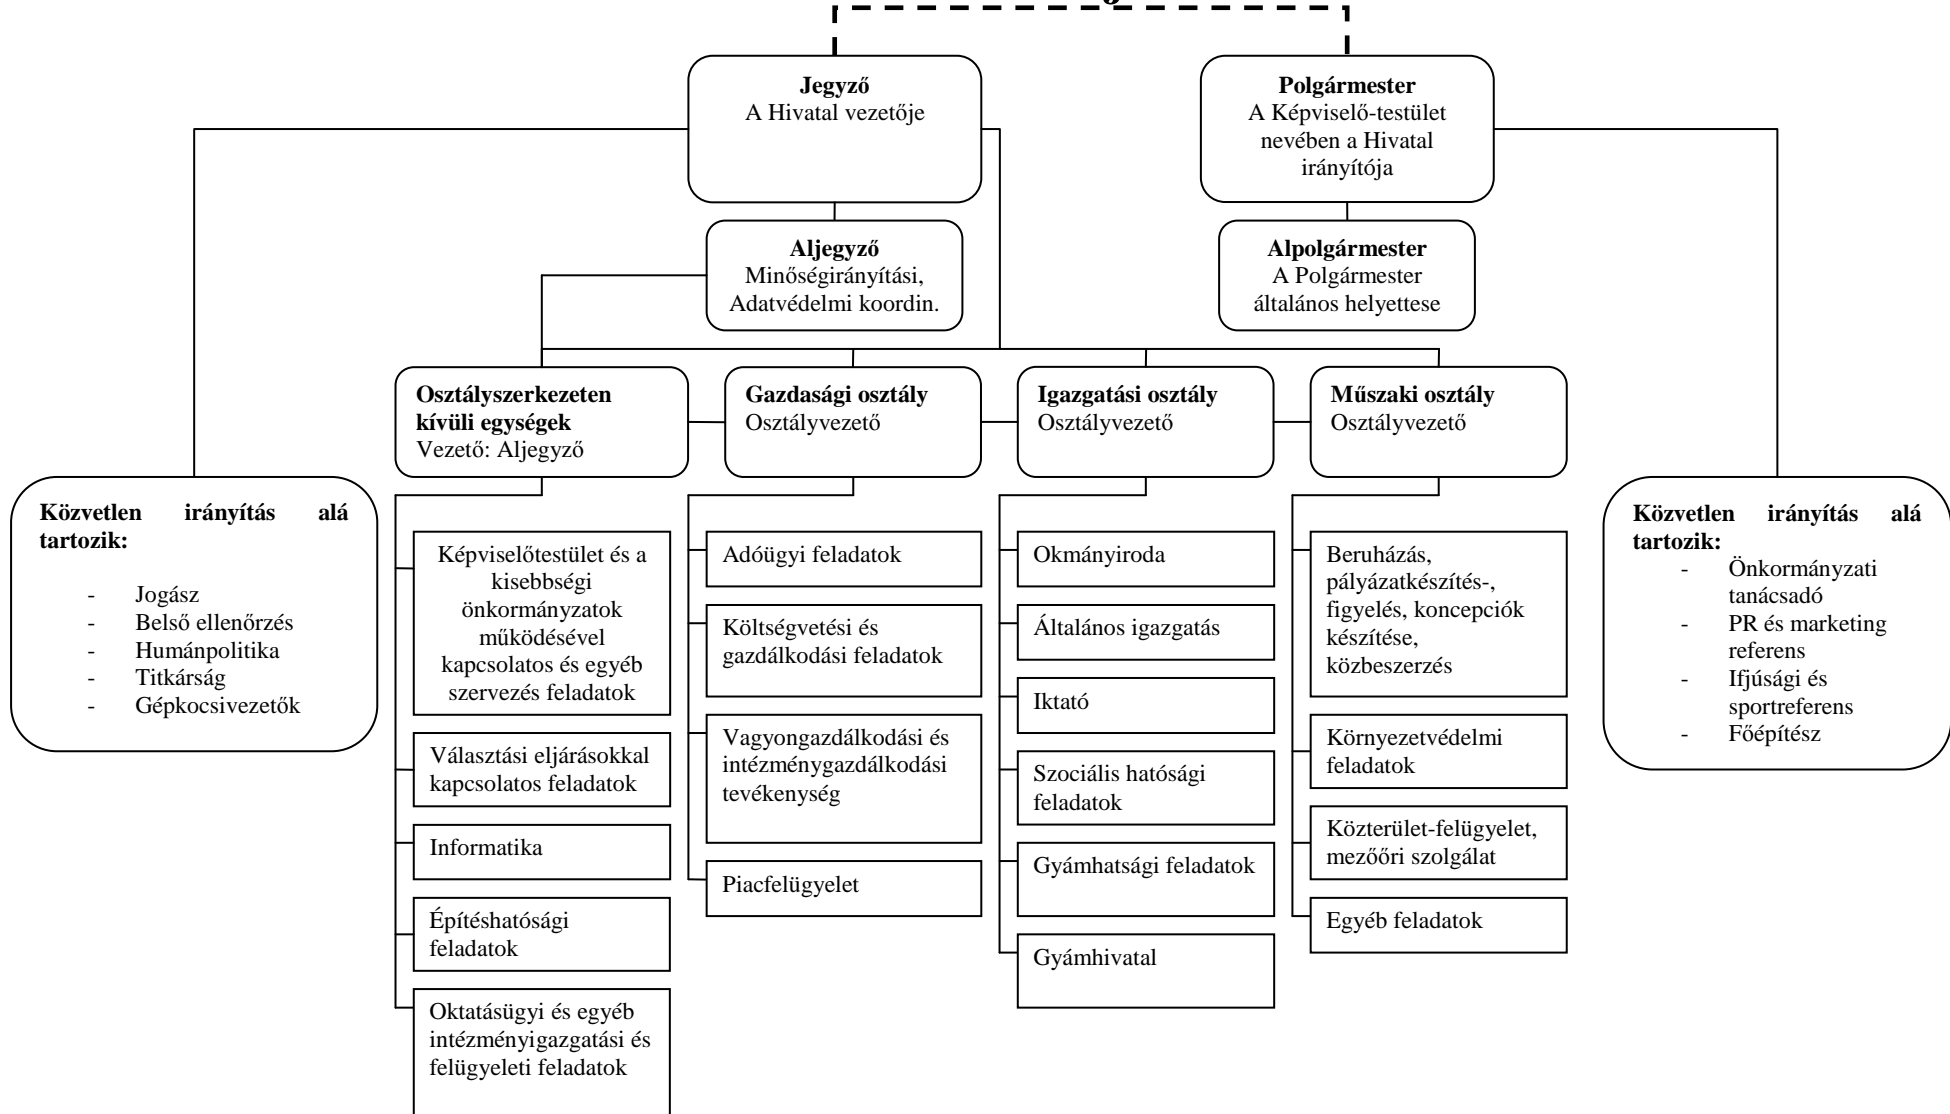 Jegyző
A Hivatal vezetője
Polgármester
A Képviselő-testület
nevében a Hivatal
irányítója
Aljegyző
Minőségirányítási,
Adatvédelmi koordin.
Alpolgármester
A Polgármester
általános helyettese
Osztályszerkezeten
kívüli egységek
Vezető: Aljegyző
Gazdasági osztály
Osztályvezető
Igazgatási osztály
Osztályvezető
Műszaki osztály
Osztályvezető
Közvetlen irányítás alá
tartozik:
- Jogász
- Belső ellenőrzés
- Humánpolitika
- Titkárság
- Gépkocsivezetők
Képviselőtestület és a
kisebbségi
önkormányzatok
működésével
kapcsolatos és egyéb
szervezés feladatok
Választási eljárásokkal
kapcsolatos feladatok
Informatika
Építéshatósági
feladatok
Oktatásügyi és egyéb
intézményigazgatási és
felügyeleti feladatok
Adóügyi feladatok
Költségvetési és
gazdálkodási feladatok
Vagyongazdálkodási és
intézménygazdálkodási
tevékenység
Piacfelügyelet
Okmányiroda
Általános igazgatás
Iktató
Szociális hatósági
feladatok
Gyámhatsági feladatok
Gyámhivatal
Beruházás,
pályázatkészítés-,
figyelés, koncepciók
készítése,
közbeszerzés
Környezetvédelmi
feladatok
Közterület-felügyelet,
mezőőri szolgálat
Egyéb feladatok
Közvetlen irányítás alá
tartozik:
- Önkormányzati
tanácsadó
- PR és marketing
referens
- Ifjúsági és
sportreferens
- Főépítész